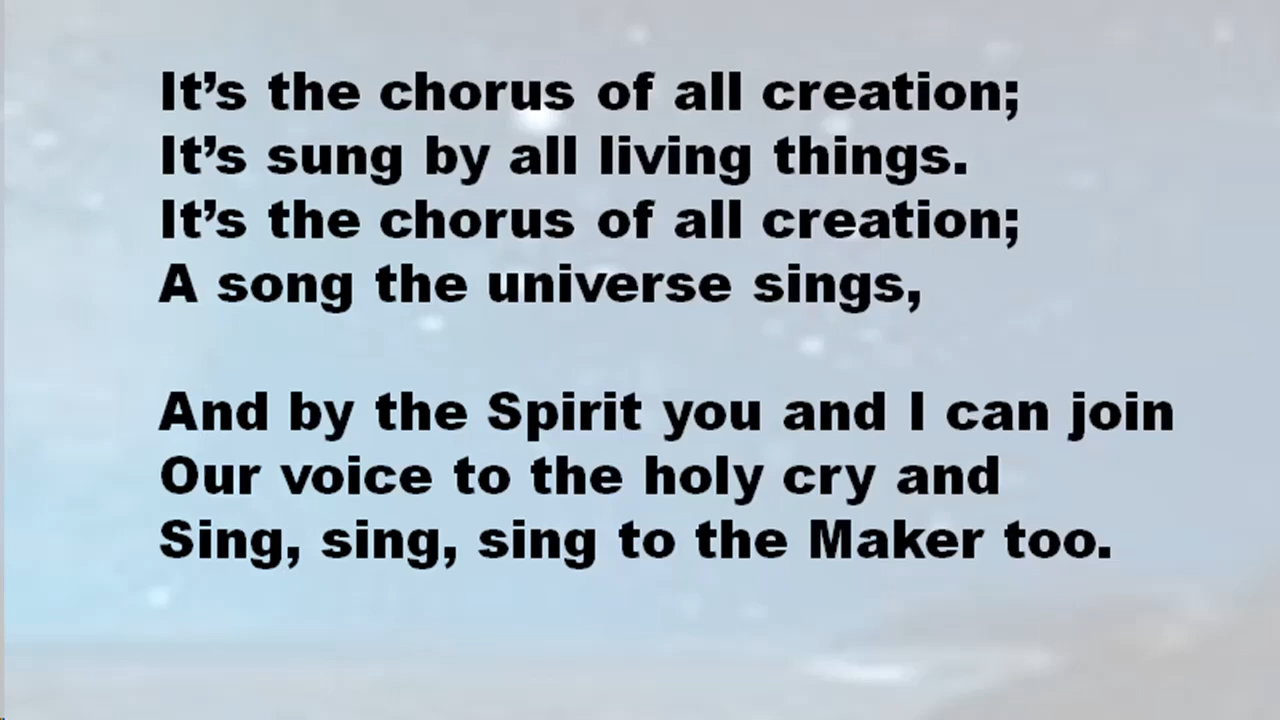 It’s the chorus of all creation;
It’s sung by all living things.
It’s the chorus of all creation;
A song the universe sings,
And by the Spirit you and I can join
Our voice to the holy cry and
Sing, sing, sing to the Maker too.